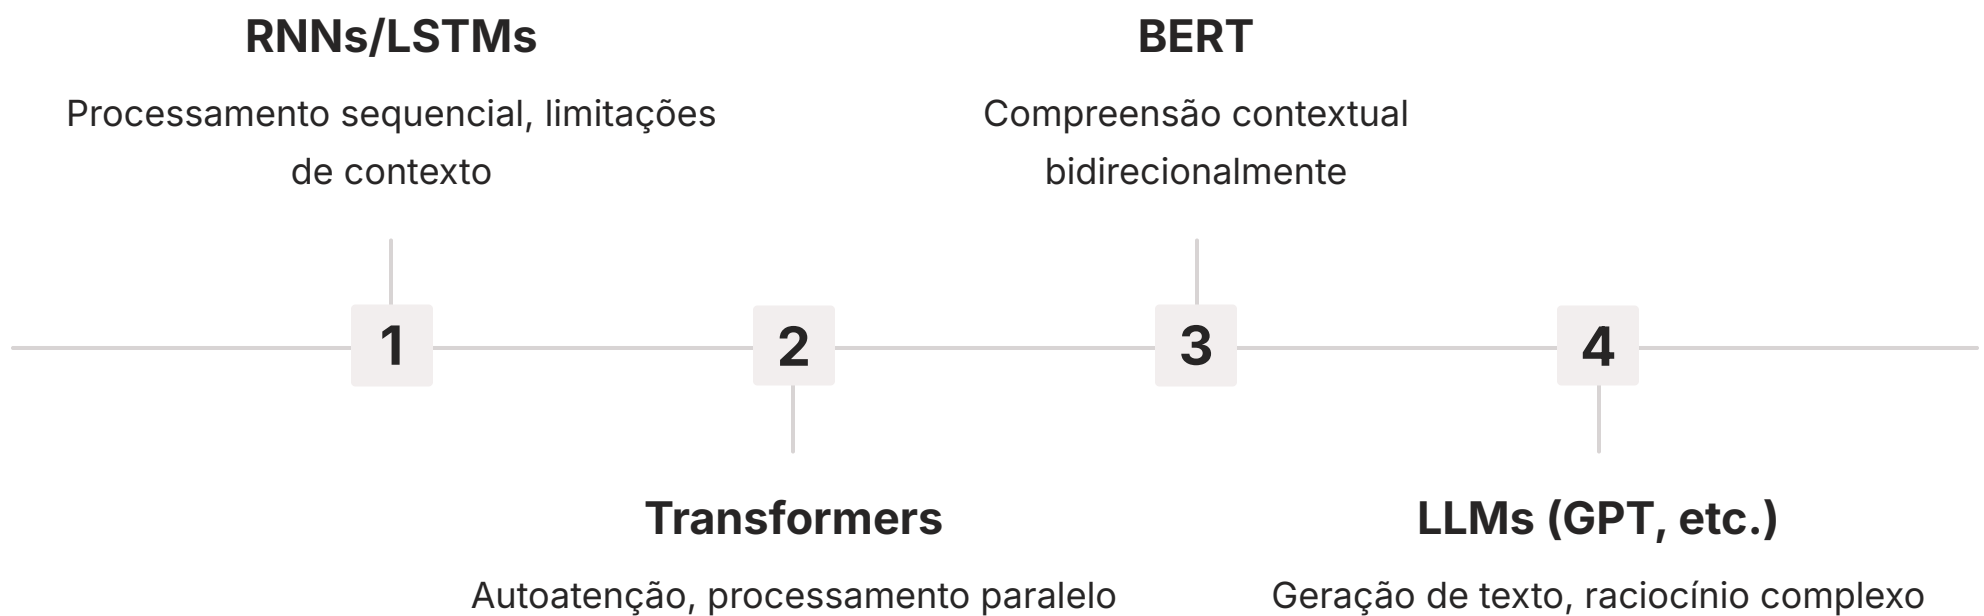 RNNs/LSTMs
Processamento sequencial, limitações
de contexto
BERT
Compreensão contextual
bidirecionalmente
1
2
3
4
Transformers
Autoatenção, processamento paralelo
LLMs (GPT, etc.)
Geração de texto, raciocínio complexo